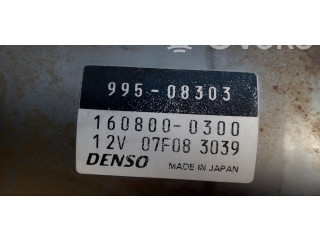 995-08303
160800-0300
12V 07F08 3039
DENSO MADE IN JAPAN